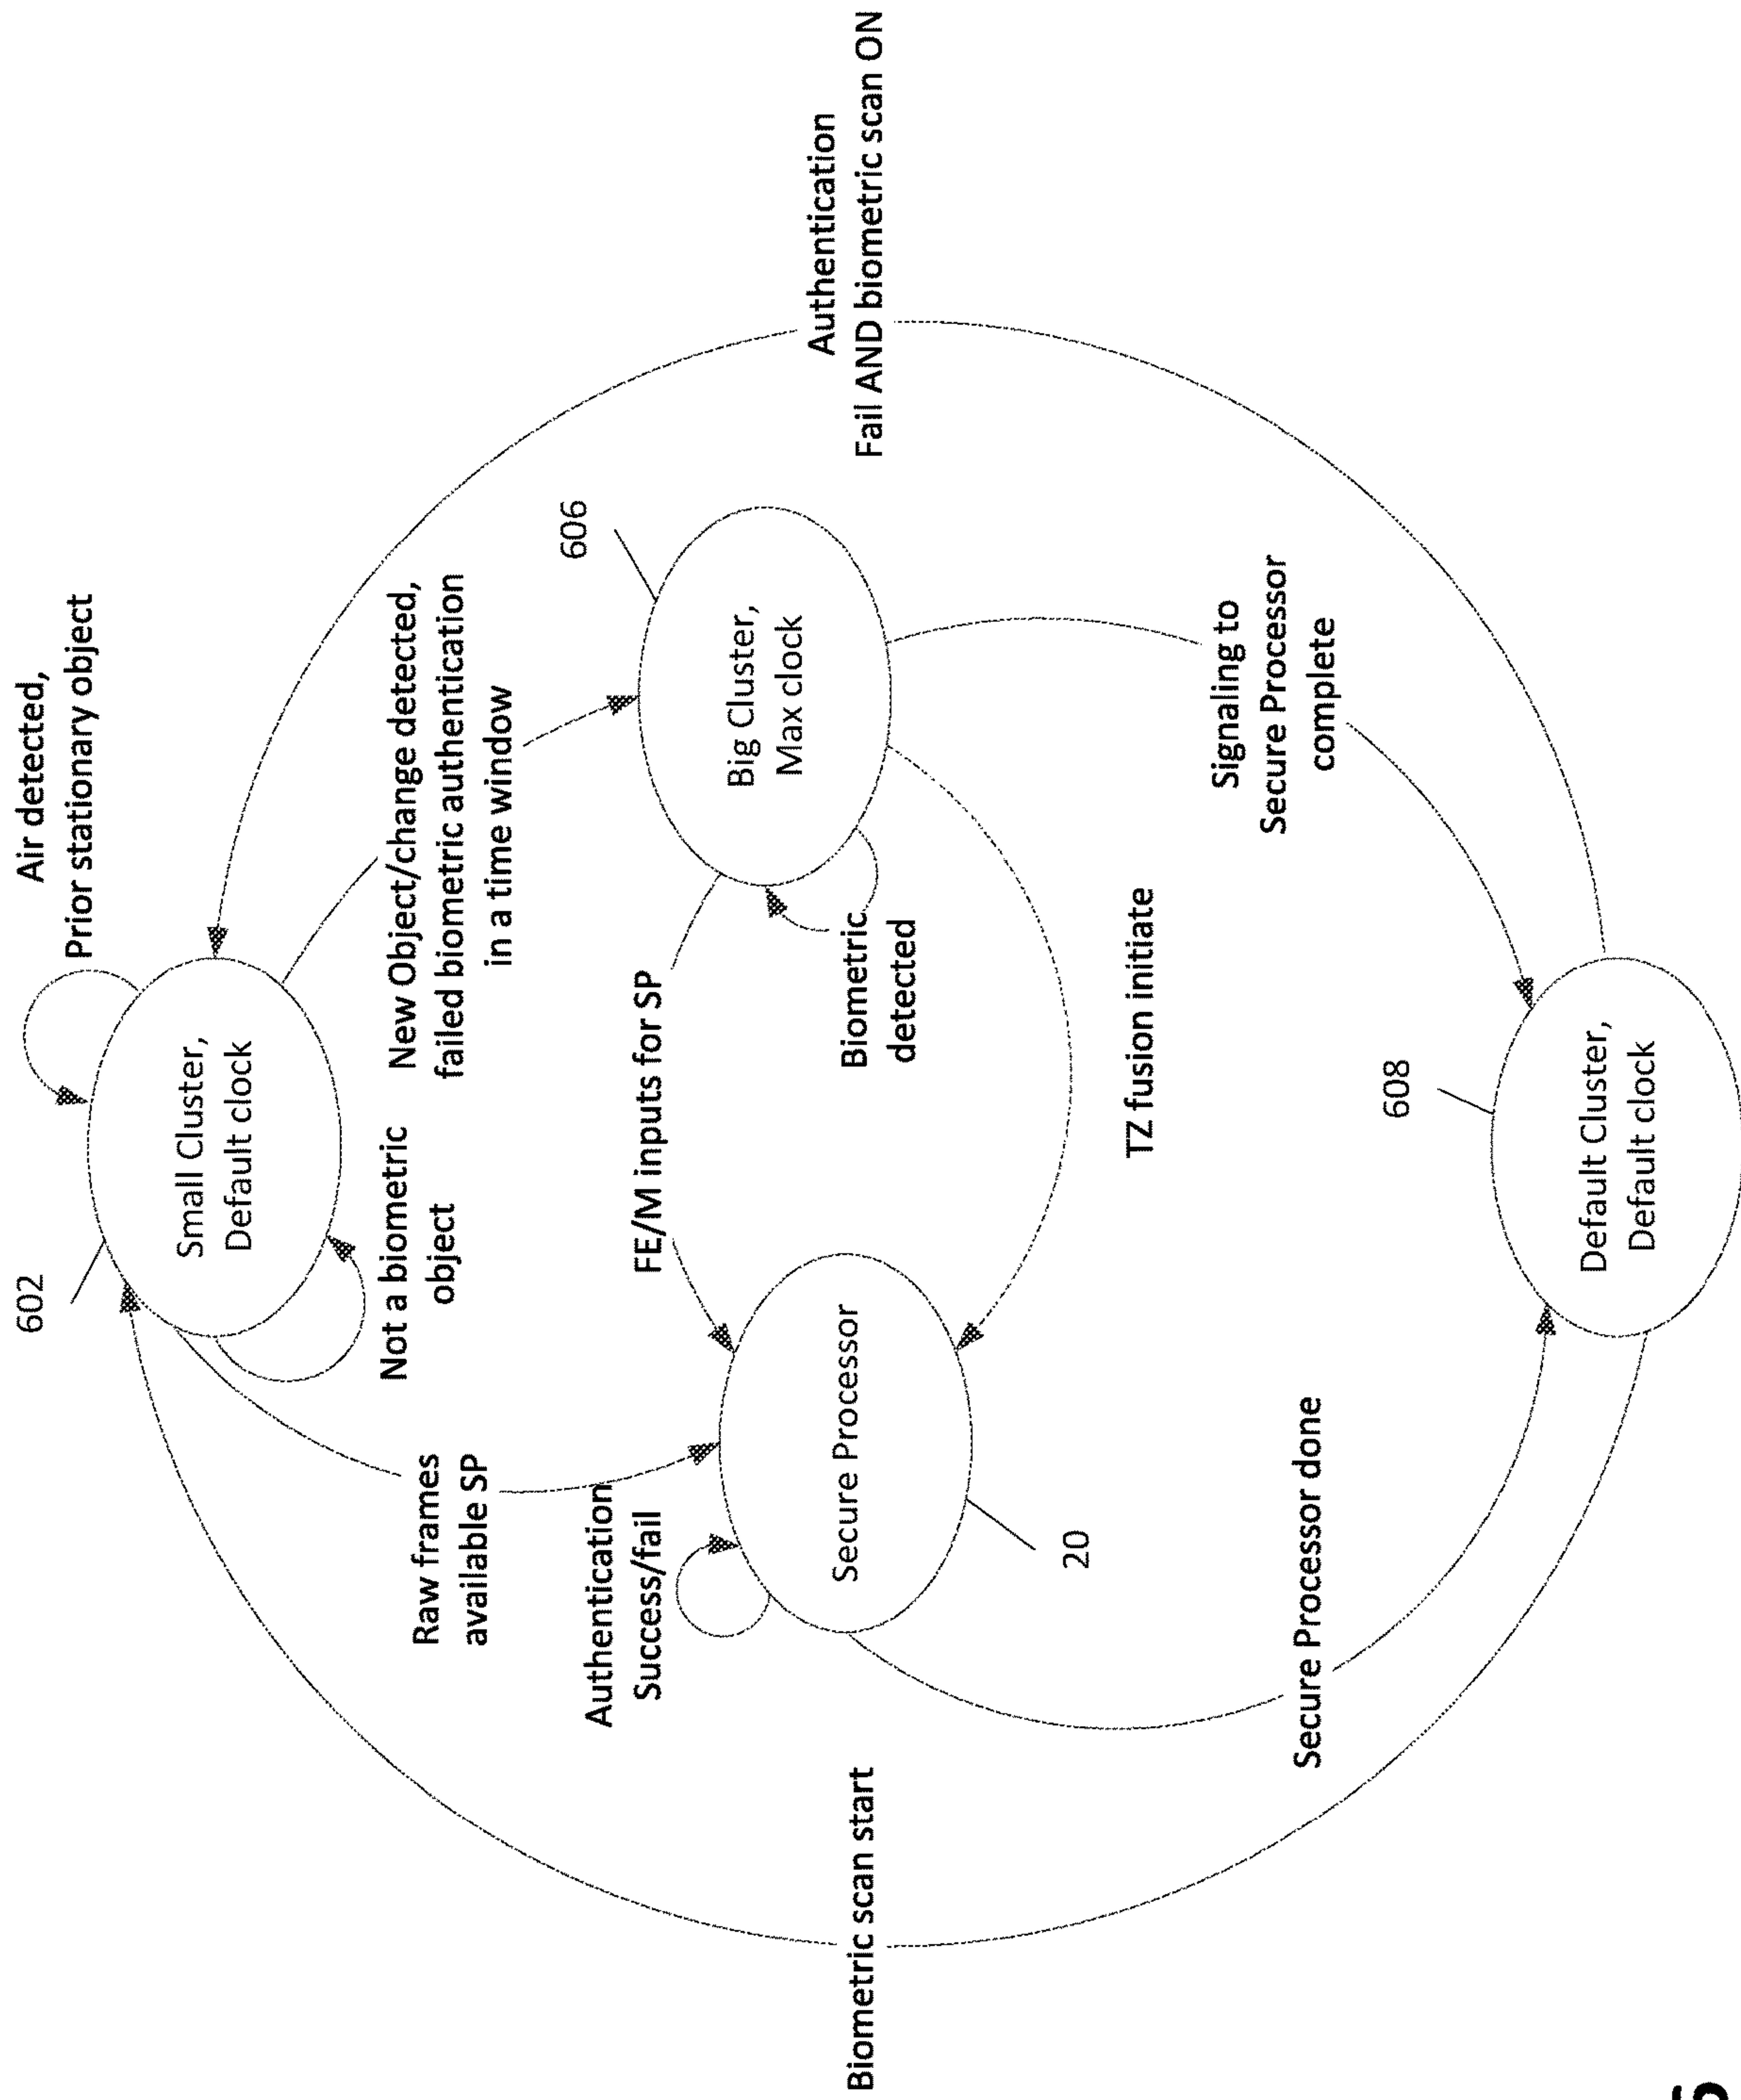 Air detected,
Prior stationary object
602
Small Cluster,
Default clock
Not a biometric
object
New Object/change detected,
failed biometric authentication
in a time window
606
Big Cluster,
Max clock
Authentication
Fail AND biometric scan ON
Raw frames
available SP
FE/M inputs for SP
Biometric
detected
Authentication
Success/fail
Secure Processor
20
TZ fusion initiate
Signaling to
Secure Processor
complete
Biometric scan start
Secure Processor done
608
Default Cluster,
Default clock